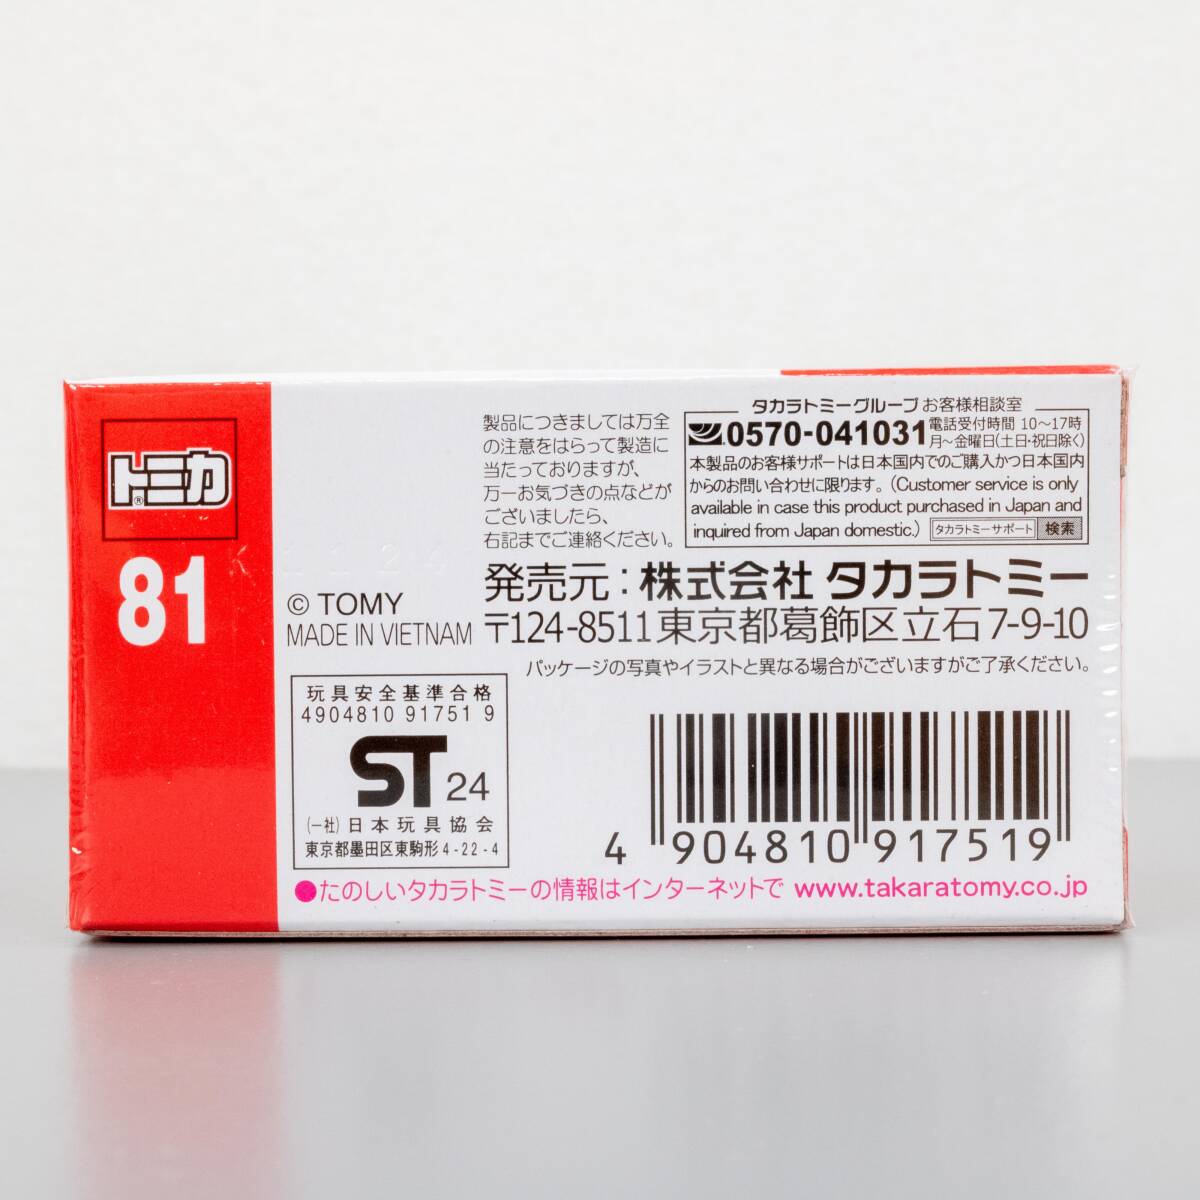 トミカ®
81
製品につきましては万全
の注意をはらって製造に
当たっておりますが、
万一お気づきの点などが
ございましたら、
右記までご連絡ください。
タカラトミーグループ お客様相談室
0570-041031 電話受付時間 10~17時
月~金曜日(土日・祝日除く)
本製品のお客様サポートは日本国内でのご購入かつ日本国内
からのお問い合わせに限ります。(Customer service is only
available in case this product purchased in Japan and
inquired from Japan domestic.) タカラトミーサポート 検索
© TOMY
MADE IN VIETNAM
発売元：株式会社 タカラトミー
〒124-8511 東京都葛飾区立石 7-9-10
パッケージの写真やイラストと異なる場合がございますがご了承ください。
玩具安全基準合格
4904810 91751 9
ST 24
(一社) 日本玩具協会
東京都墨田区東駒形 4-22-4
4 904810 917519
●たのしいタカラトミーの情報はインターネットで www.takaratomy.co.jp